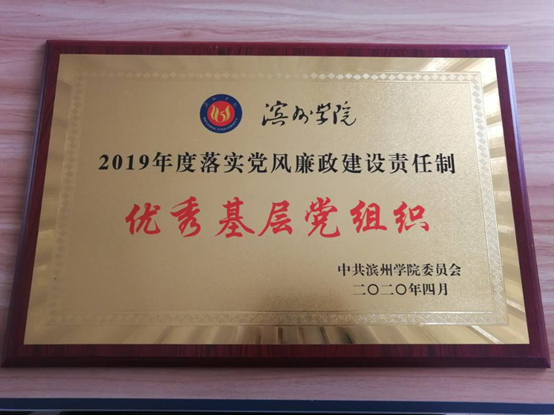 滨州学院
2019年度落实党风廉政建设责任制
优秀基层党组织
中共滨州学院委员会
二〇二〇年四月